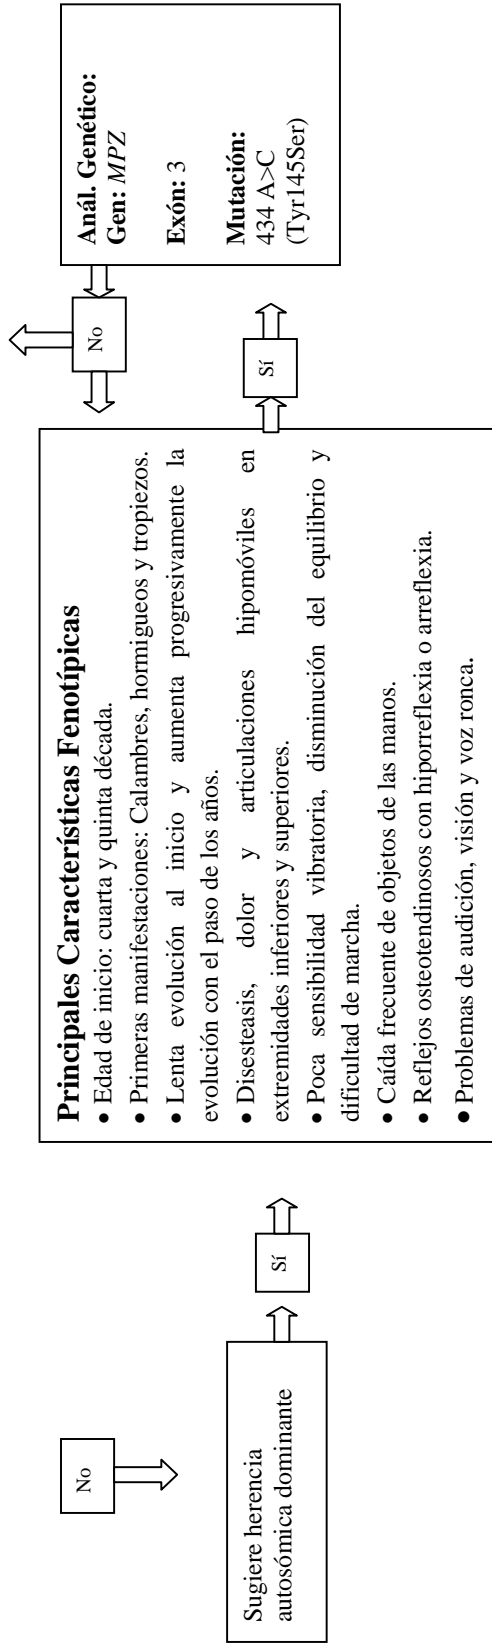 No
Sugiere herencia
autosómica dominante
Sí
Principales Características Fenotípicas
• Edad de inicio: cuarta y quinta década.
• Primeras manifestaciones: Calambres, hormigueos y tropiezos.
• Lenta evolución al inicio y aumenta progresivamente la
evolución con el paso de los años.
• Disesteasis, dolor y articulaciones hipomóviles en
extremidades inferiores y superiores.
• Poca sensibilidad vibratoria, disminución del equilibrio y
dificultad de marcha.
• Caída frecuente de objetos de las manos.
• Reflejos osteotendinosos con hiporreflexia o arreflexia.
• Problemas de audición, visión y voz ronca.
No
Sí
Anál. Genético:
Gen: MPZ
Exón: 3
Mutación:
434 A>C
(Tyr145Ser)